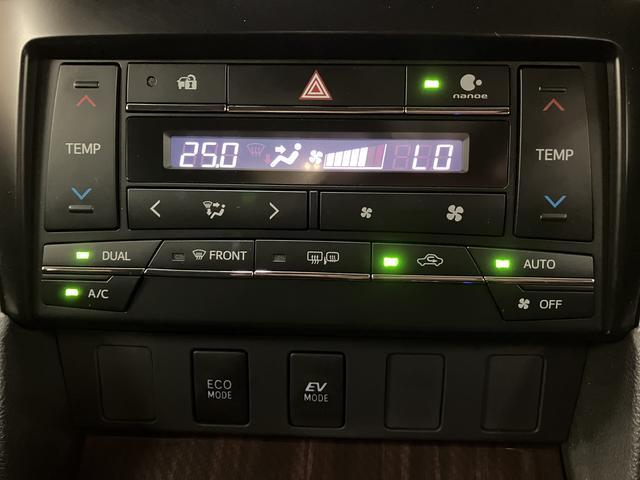 nanoe
TEMP
25.0
LO
TEMP
DUAL
FRONT
AUTO
A/C
OFF
ECO
MODE
EV
MODE